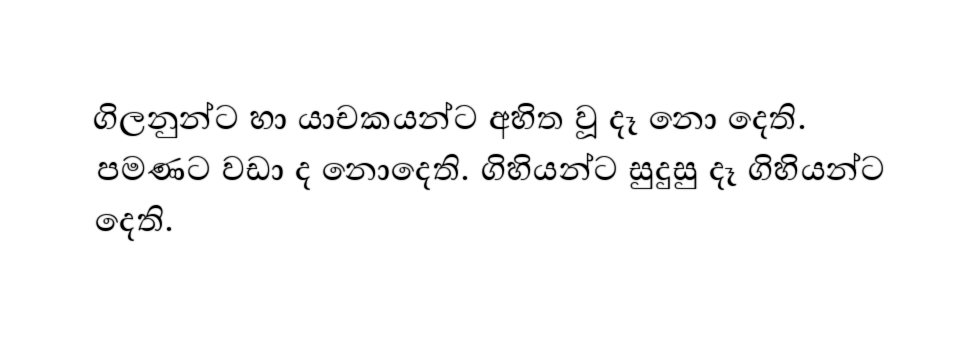 ගිලනුන්ට හා යාචකයන්ට අහිත වූ දෑ නො දෙති.
පමණට වඩා ද නොදෙති. ගිහියන්ට සුදුසු දෑ ගිහියන්ට
දෙති.